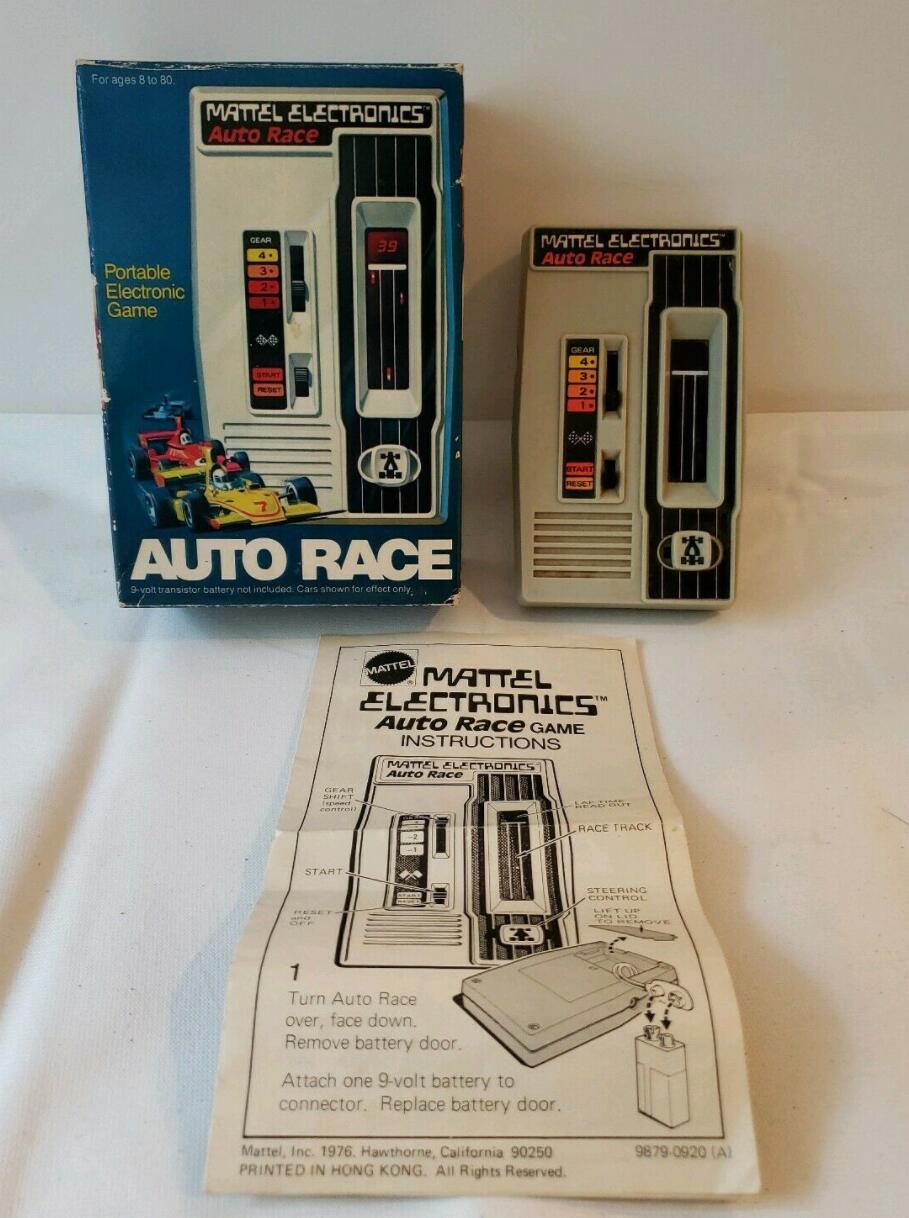 For ages 8 to 80.
MATTEL ELECTRONICS™
Auto Race
39
GEAR
4
3
2
1
START
RESET
Portable
Electronic
Game
7
AUTO RACE
9-volt transistor battery not included. Cars shown for effect only.
MATTEL ELECTRONICS™
Auto Race
GEAR
4
3
2
1
START
RESET
MATTEL ®
MATTEL
ELECTRONICS™
Auto Race GAME
INSTRUCTIONS
MATTEL ELECTRONICS
Auto Race
GEAR
SHIFT
(speed
control)
LAP TIME
READ OUT
RACE TRACK
2
1
START
START
RESET
RESET
and
OFF
STEERING
CONTROL
LIFT UP
ON LID
TO REMOVE
1
Turn Auto Race
over, face down.
Remove battery door.
Attach one 9-volt battery to
connector. Replace battery door.
Mattel, Inc. 1976. Hawthorne, California 90250
9879-0920 (A)
PRINTED IN HONG KONG. All Rights Reserved.